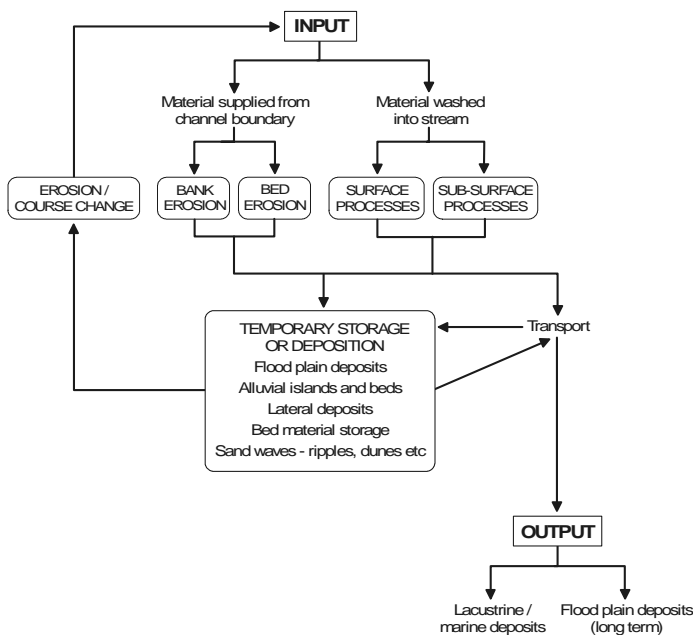 INPUT
Material supplied from
channel boundary
Material washed
into stream
EROSION /
COURSE CHANGE
BANK
EROSION
BED
EROSION
SURFACE
PROCESSES
SUB-SURFACE
PROCESSES
TEMPORARY STORAGE
OR DEPOSITION
Flood plain deposits
Alluvial islands and beds
Lateral deposits
Bed material storage
Sand waves - ripples, dunes etc
Transport
OUTPUT
Lacustrine /
marine deposits
Flood plain deposits
(long term)